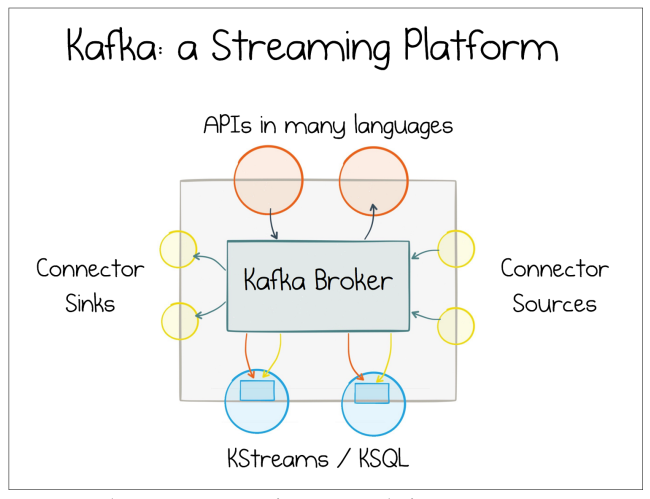 Kafka: a Streaming Platform
APIs in many languages
Connector
Sinks
Kafka Broker
Connector
Sources
KStreams / KSQL